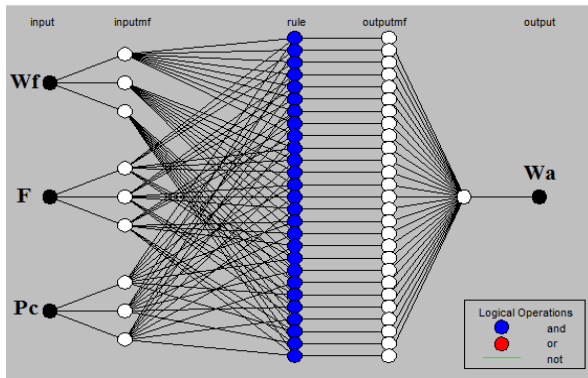 input inputmf rule outputmf output
Wf
F
Pc
Wa
Logical Operations
and
or
not